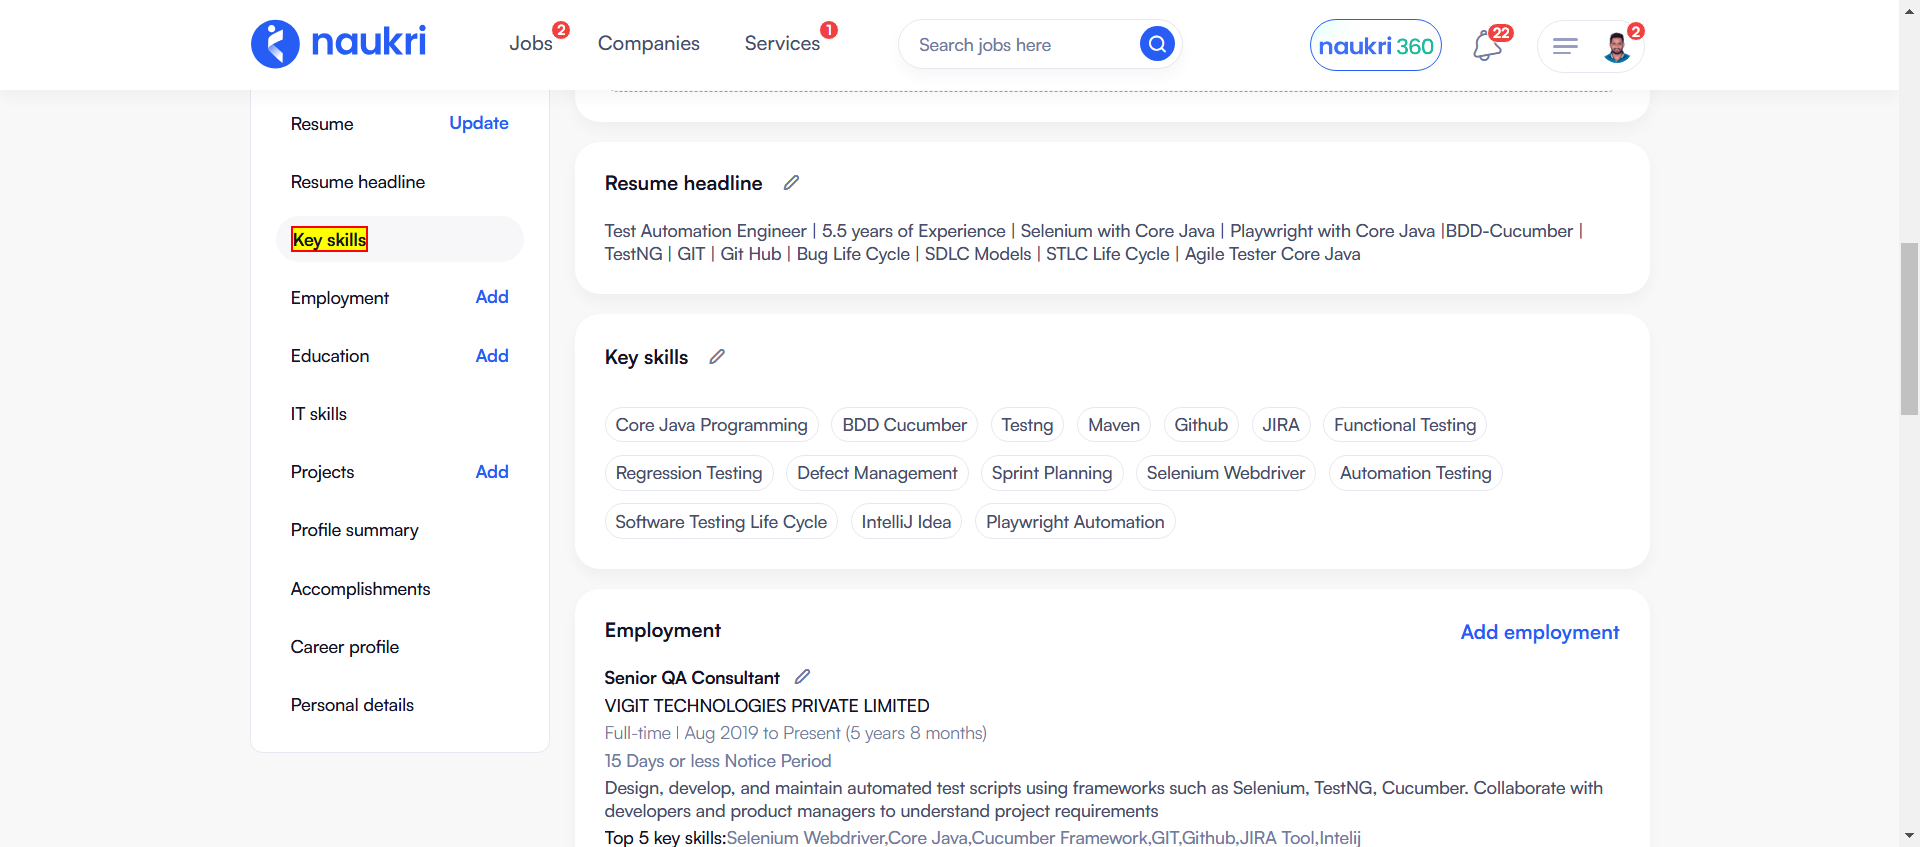 naukri
Jobs 2
Companies
Services 1
Search jobs here
naukri 360
22
2
Resume Update
Resume headline
Key skills
Employment Add
Education Add
IT skills
Projects Add
Profile summary
Accomplishments
Career profile
Personal details
Resume headline
Test Automation Engineer | 5.5 years of Experience | Selenium with Core Java | Playwright with Core Java |BDD-Cucumber |
TestNG | GIT | Git Hub | Bug Life Cycle | SDLC Models | STLC Life Cycle | Agile Tester Core Java
Key skills
Core Java Programming BDD Cucumber Testng Maven Github JIRA Functional Testing
Regression Testing Defect Management Sprint Planning Selenium Webdriver Automation Testing
Software Testing Life Cycle IntelliJ Idea Playwright Automation
Employment Add employment
Senior QA Consultant
VIGIT TECHNOLOGIES PRIVATE LIMITED
Full-time | Aug 2019 to Present (5 years 8 months)
15 Days or less Notice Period
Design, develop, and maintain automated test scripts using frameworks such as Selenium, TestNG, Cucumber. Collaborate with
developers and product managers to understand project requirements
Top 5 key skills:Selenium Webdriver,Core Java,Cucumber Framework,GIT,Github,JIRA Tool,Intelij